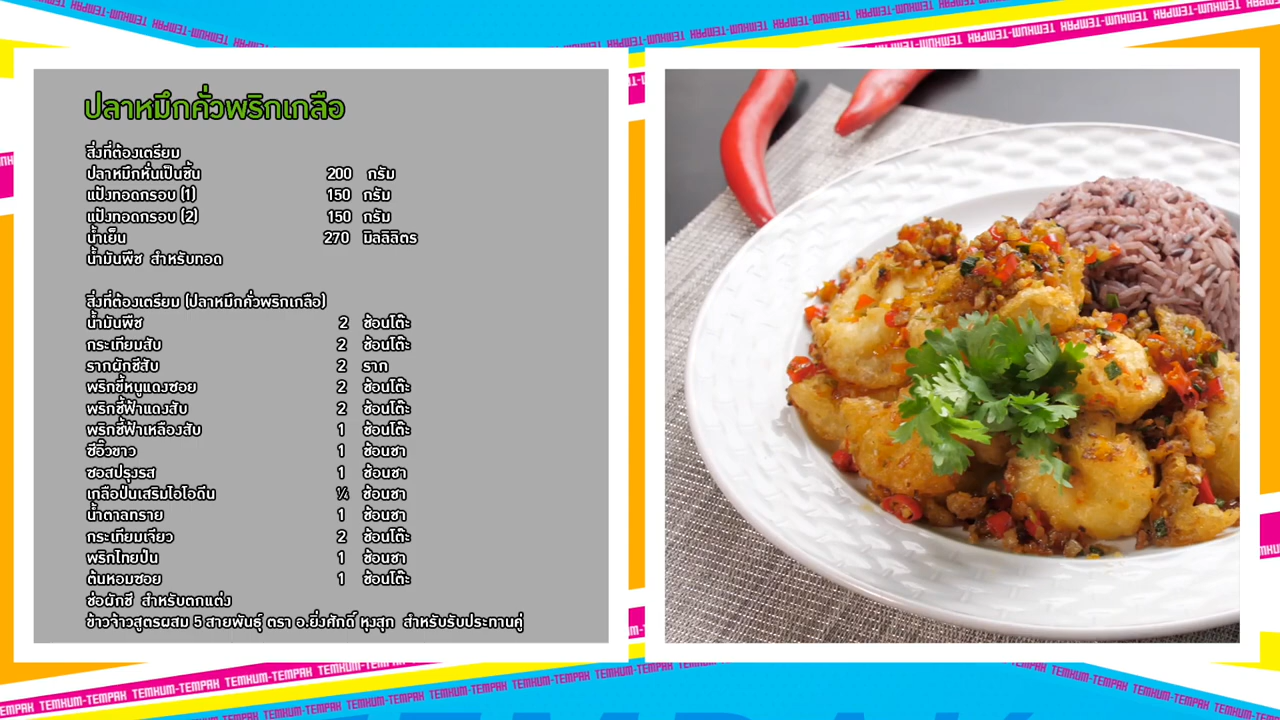 ปลาหมึกคั่วพริกเกลือ
สิ่งที่ต้องเตรียม
ปลาหมึกหั่นเป็นชิ้น 200 กรัม
แป้งทอดกรอบ (1) 150 กรัม
แป้งทอดกรอบ (2) 150 กรัม
น้ำเย็น 270 มิลลิลิตร
น้ำมันพืช สำหรับทอด
สิ่งที่ต้องเตรียม (ปลาหมึกคั่วพริกเกลือ)
น้ำมันพืช 2 ช้อนโต๊ะ
กระเทียมสับ 2 ช้อนโต๊ะ
รากผักชีสับ 2 ราก
พริกขี้หนูแดงซอย 2 ช้อนโต๊ะ
พริกชี้ฟ้าแดงสับ 2 ช้อนโต๊ะ
พริกชี้ฟ้าเหลืองสับ 1 ช้อนโต๊ะ
ซีอิ๊วขาว 1 ช้อนชา
ซอสปรุงรส 1 ช้อนชา
เกลือป่นเสริมไอโอดีน ¼ ช้อนชา
น้ำตาลทราย 1 ช้อนชา
กระเทียมเจียว 2 ช้อนโต๊ะ
พริกไทยป่น 1 ช้อนชา
ต้นหอมซอย 1 ช้อนโต๊ะ
ช่อผักชี สำหรับตกแต่ง
ข้าวจ้าวสูตรผสม 5 สายพันธุ์ ตรา อ.ยิ่งศักดิ์ หุงสุก สำหรับรับประทานคู่
TEMHUM-TEMPAK TEMHUM-TEMPAK TEMHUM-TEMPAK TEMHUM-TEMPAK